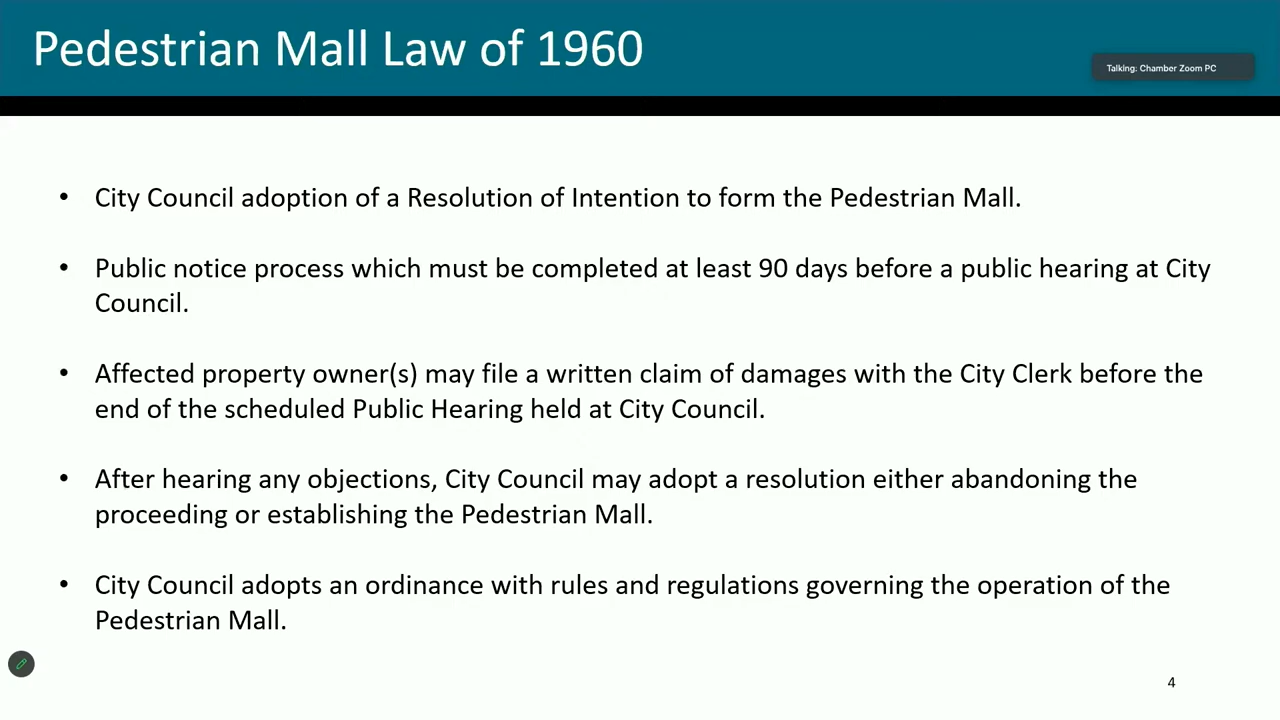 Pedestrian Mall Law of 1960
Talking: Chamber Zoom PC
• City Council adoption of a Resolution of Intention to form the Pedestrian Mall.
• Public notice process which must be completed at least 90 days before a public hearing at City
Council.
• Affected property owner(s) may file a written claim of damages with the City Clerk before the
end of the scheduled Public Hearing held at City Council.
• After hearing any objections, City Council may adopt a resolution either abandoning the
proceeding or establishing the Pedestrian Mall.
• City Council adopts an ordinance with rules and regulations governing the operation of the
Pedestrian Mall.
4